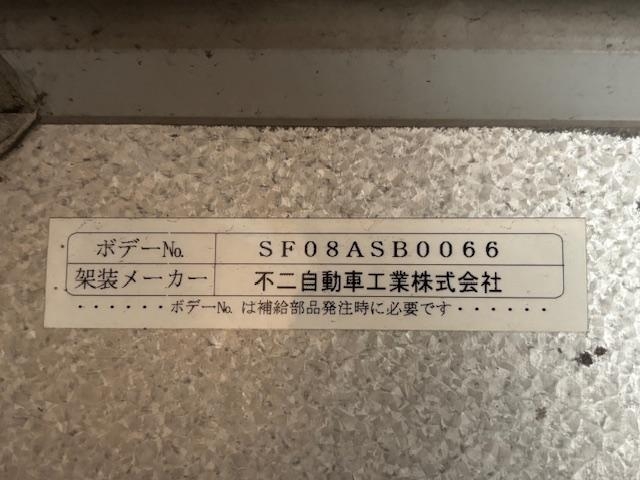 ボデー№ SF08ASB0066
架装メーカー 不二自動車工業株式会社
・・・・・・ボデー№ は補給部品発注時に必要です・・・・・・